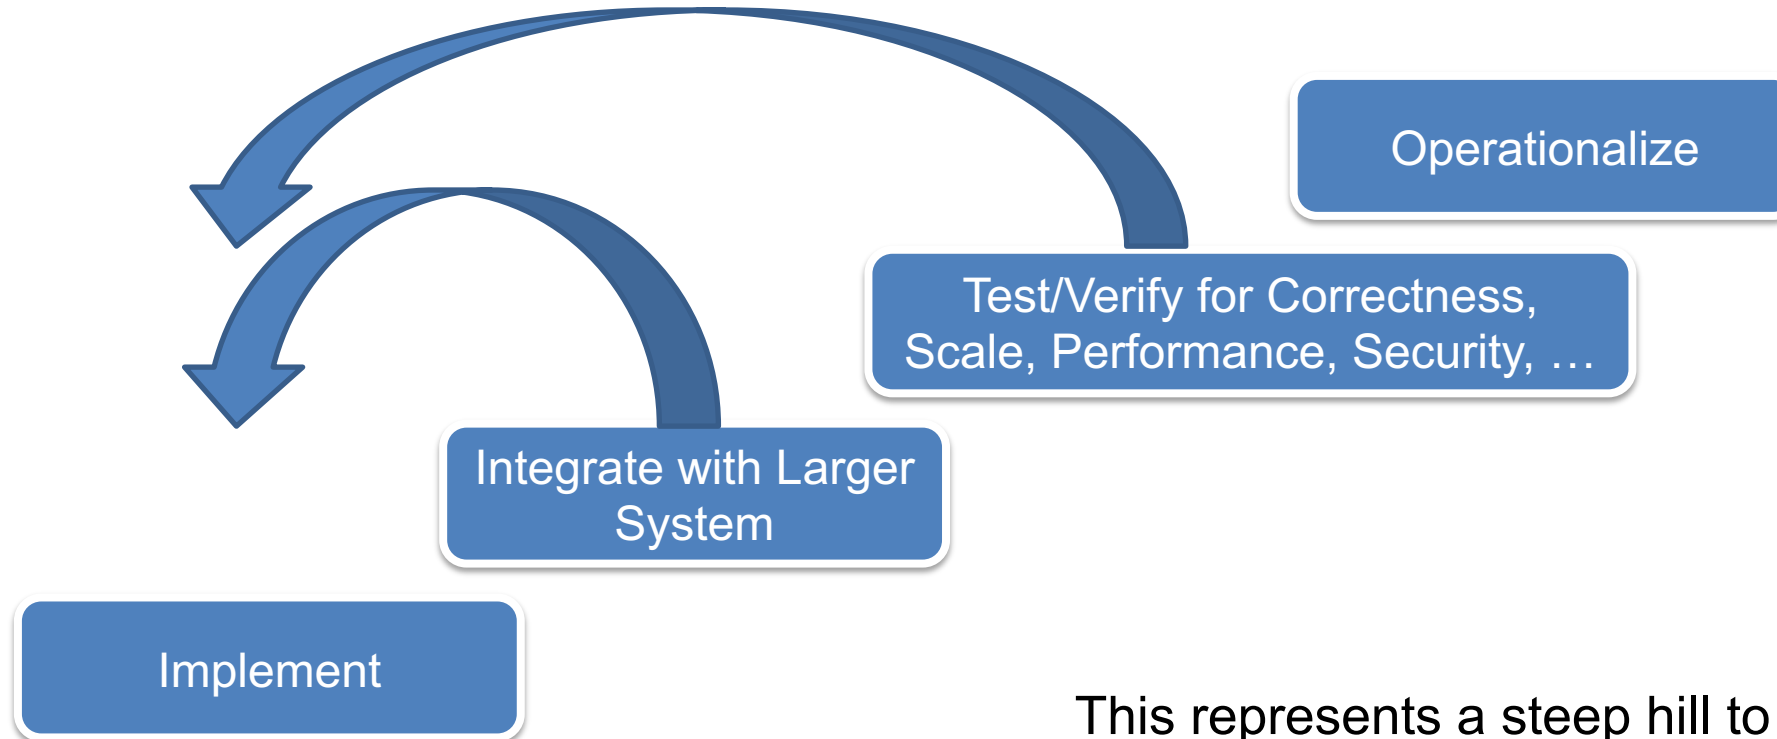 Operationalize
Test/Verify for Correctness,
Scale, Performance, Security, …
Integrate with Larger
System
Implement
This represents a steep hill to